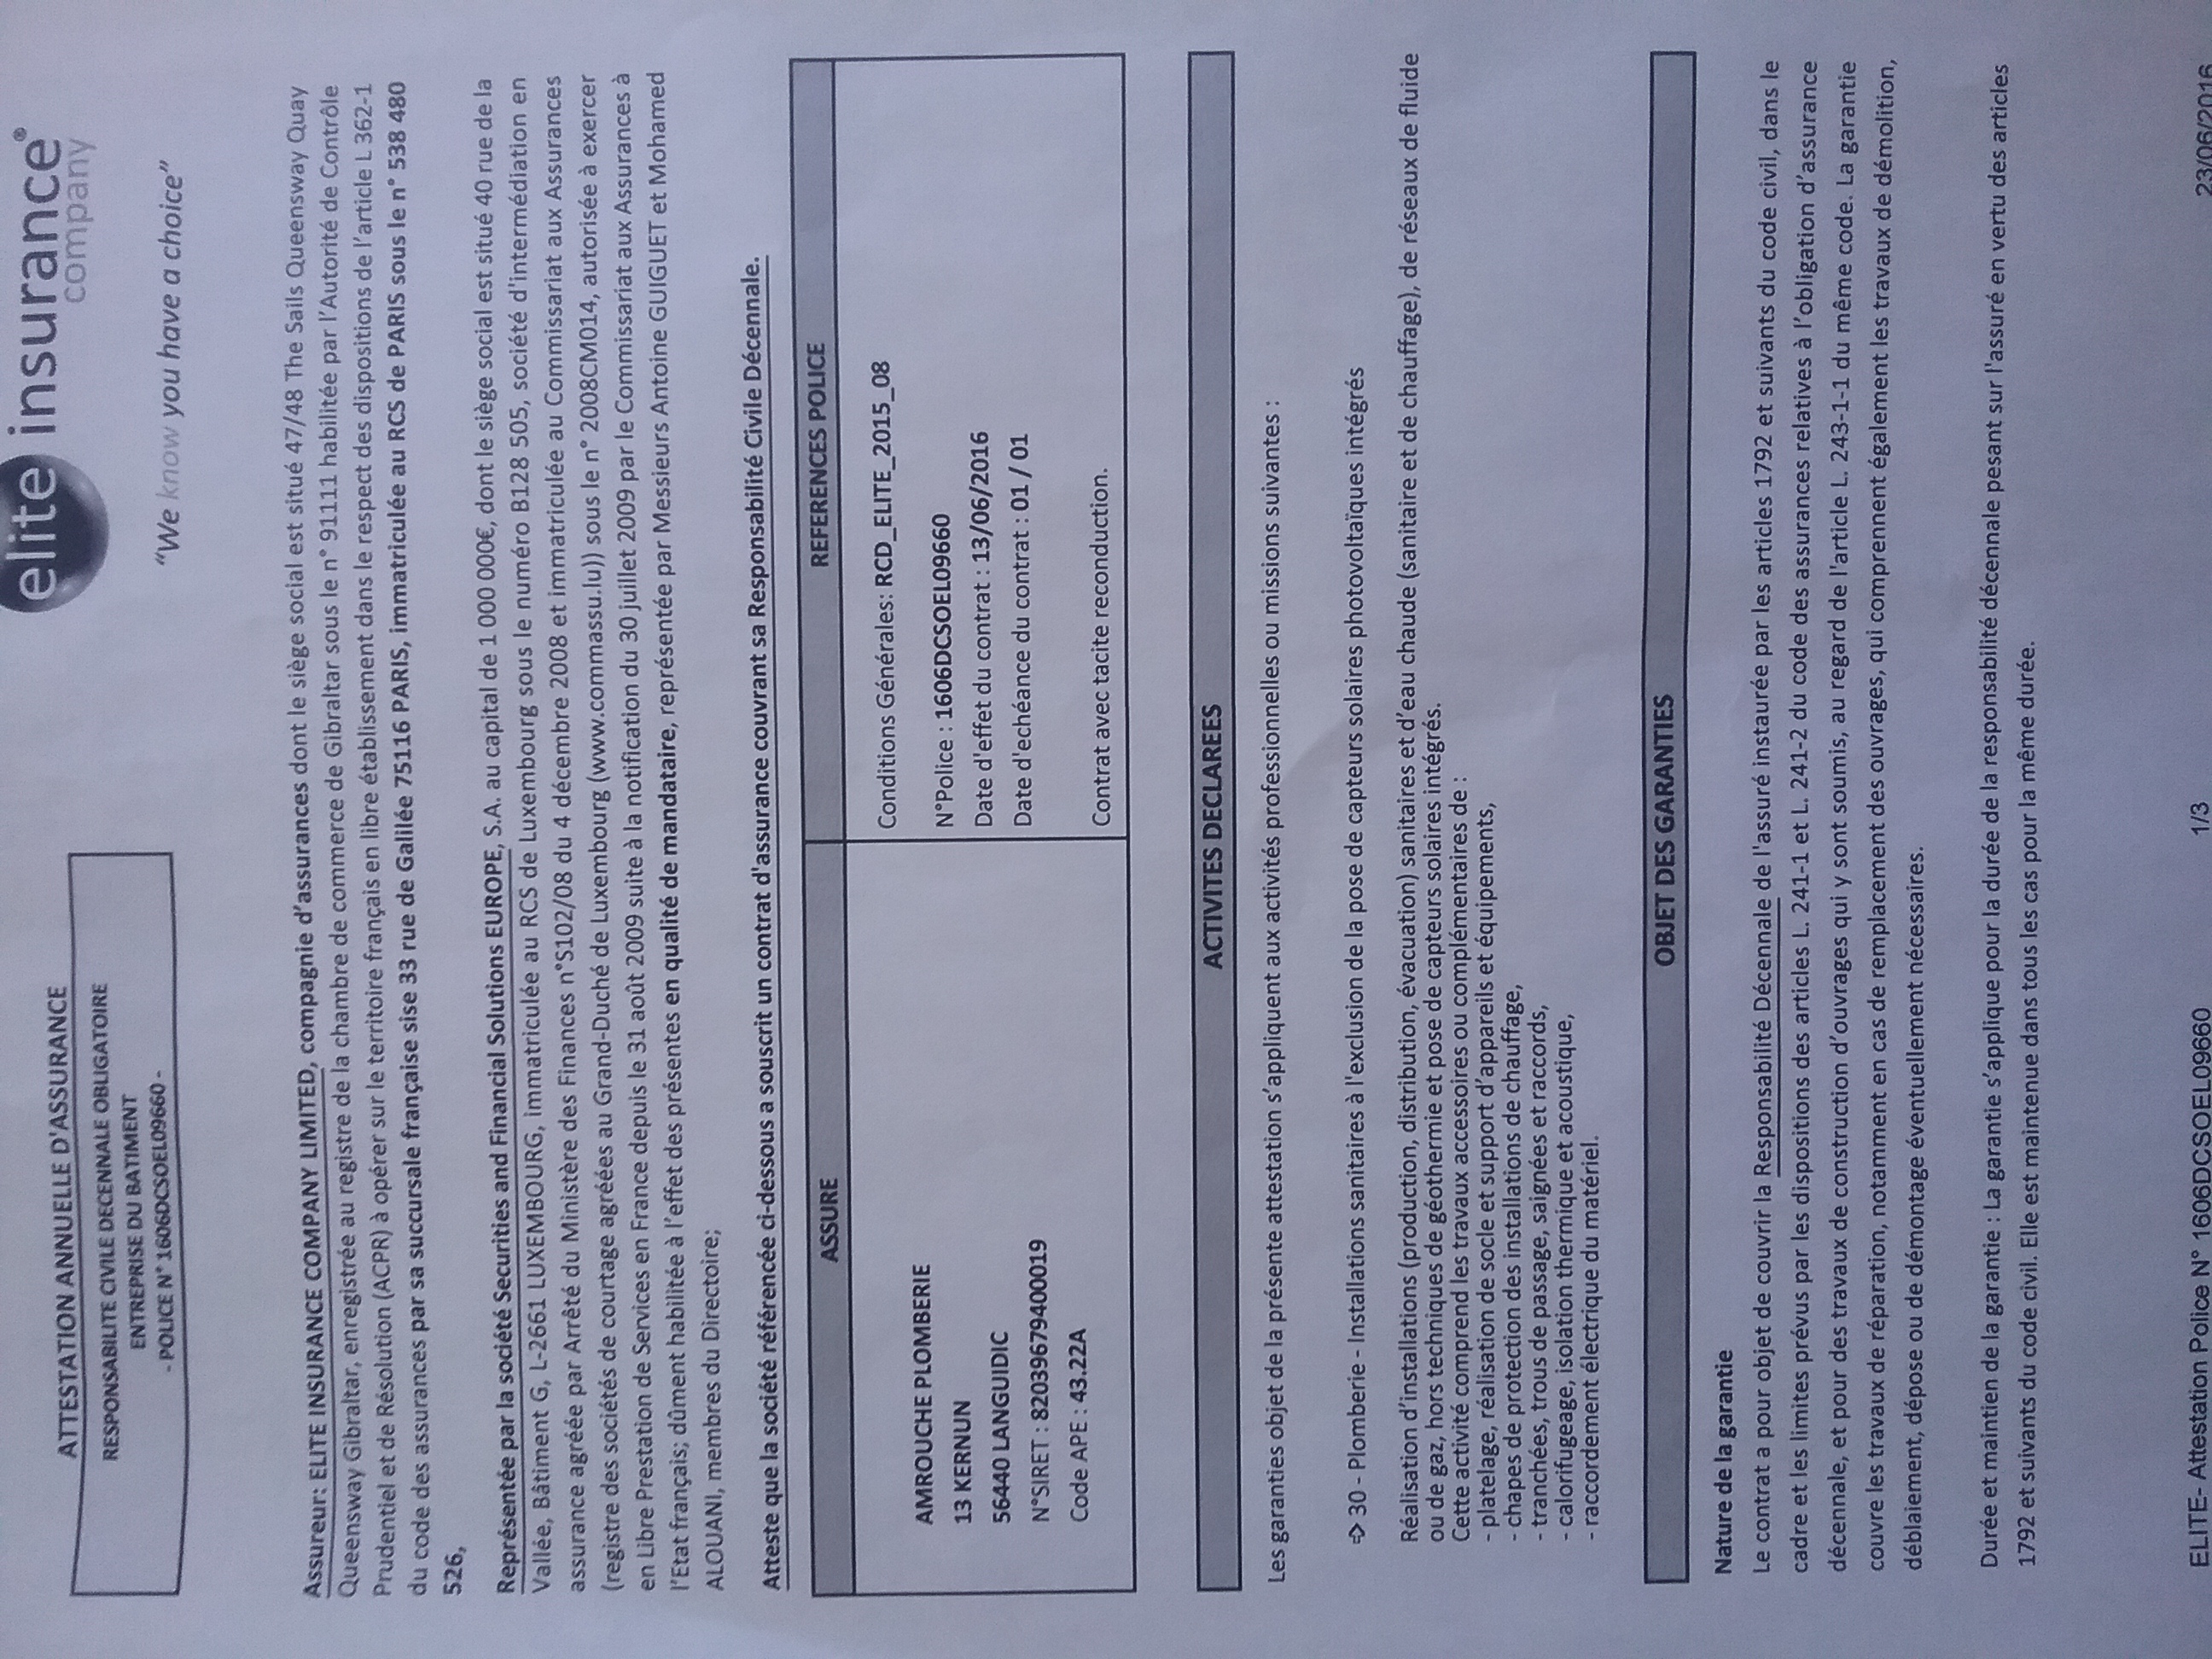 ATTESTATION ANNUELLE D'ASSURANCE
RESPONSABILITE CIVILE DECENNALE OBLIGATOIRE
ENTREPRISE DU BATIMENT
- POLICE N° 1606DCSOEL09660 -
elite insurance®
company
“We know you have a choice”
Assureur: ELITE INSURANCE COMPANY LIMITED, compagnie d’assurances dont le siège social est situé 47/48 The Sails Queensway Quay
Queensway Gibraltar, enregistrée au registre de la chambre de commerce de Gibraltar sous le n° 91111 habilitée par l’Autorité de Contrôle
Prudentiel et de Résolution (ACPR) à opérer sur le territoire français en libre établissement dans le respect des dispositions de l’article L 362-1
du code des assurances par sa succursale française sise 33 rue de Galilée 75116 PARIS, immatriculée au RCS de PARIS sous le n° 538 480
526,
Représentée par la société Securities and Financial Solutions EUROPE, S.A. au capital de 1 000 000€, dont le siège social est situé 40 rue de la
Vallée, Bâtiment G, L-2661 LUXEMBOURG, immatriculée au RCS de Luxembourg sous le numéro B128 505, société d'intermédiation en
assurance agréée par Arrêté du Ministère des Finances n°S102/08 du 4 décembre 2008 et immatriculée au Commissariat aux Assurances
(registre des sociétés de courtage agréées au Grand-Duché de Luxembourg (www.commassu.lu)) sous le n° 2008CM014, autorisée à exercer
en Libre Prestation de Services en France depuis le 31 août 2009 suite à la notification du 30 juillet 2009 par le Commissariat aux Assurances à
l’Etat français; dûment habilitée à l’effet des présentes en qualité de mandataire, représentée par Messieurs Antoine GUIGUET et Mohamed
ALOUANI, membres du Directoire;
Atteste que la société référencée ci-dessous a souscrit un contrat d'assurance couvrant sa Responsabilité Civile Décennale.
ASSURE
AMROUCHE PLOMBERIE
13 KERNUN
56440 LANGUIDIC
N°SIRET : 82039679400019
Code APE : 43.22A
REFERENCES POLICE
Conditions Générales: RCD_ELITE_2015_08
N°Police : 1606DCSOEL09660
Date d'effet du contrat : 13/06/2016
Date d'echéance du contrat : 01 / 01
Contrat avec tacite reconduction.
ACTIVITES DECLAREES
Les garanties objet de la présente attestation s’appliquent aux activités professionnelles ou missions suivantes :
➩ 30 - Plomberie - Installations sanitaires à l'exclusion de la pose de capteurs solaires photovoltaïques intégrés
Réalisation d’installations (production, distribution, évacuation) sanitaires et d’eau chaude (sanitaire et de chauffage), de réseaux de fluide
ou de gaz, hors techniques de géothermie et pose de capteurs solaires intégrés.
Cette activité comprend les travaux accessoires ou complémentaires de :
- platelage, réalisation de socle et support d’appareils et équipements,
- chapes de protection des installations de chauffage,
- tranchées, trous de passage, saignées et raccords,
- calorifugeage, isolation thermique et acoustique,
- raccordement électrique du matériel.
OBJET DES GARANTIES
Nature de la garantie
Le contrat a pour objet de couvrir la Responsabilité Décennale de l'assuré instaurée par les articles 1792 et suivants du code civil, dans le
cadre et les limites prévus par les dispositions des articles L. 241-1 et L. 241-2 du code des assurances relatives à l’obligation d’assurance
décennale, et pour des travaux de construction d’ouvrages qui y sont soumis, au regard de l'article L. 243-1-1 du même code. La garantie
couvre les travaux de réparation, notamment en cas de remplacement des ouvrages, qui comprennent également les travaux de démolition,
déblaiement, dépose ou de démontage éventuellement nécessaires.
Durée et maintien de la garantie : La garantie s’applique pour la durée de la responsabilité décennale pesant sur l'assuré en vertu des articles
1792 et suivants du code civil. Elle est maintenue dans tous les cas pour la même durée.
ELITE- Attestation Police N° 1606DCSOEL09660
1/3
23/06/2016